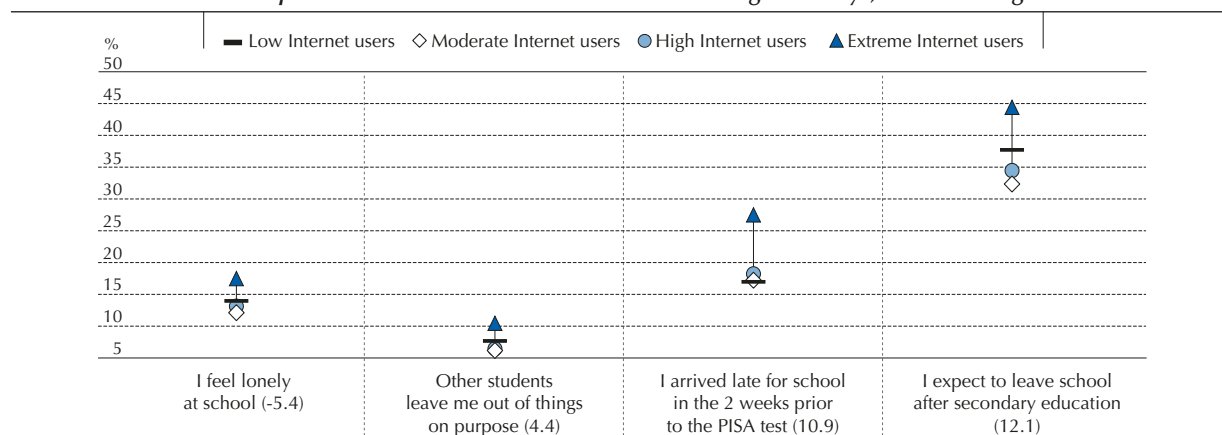 Low Internet users Moderate Internet users High Internet users Extreme Internet users
%
50
45
40
35
30
25
20
15
10
5
I feel lonely
at school (-5.4)
Other students
leave me out of things
on purpose (4.4)
I arrived late for school
in the 2 weeks prior
to the PISA test (10.9)
I expect to leave school
after secondary education
(12.1)